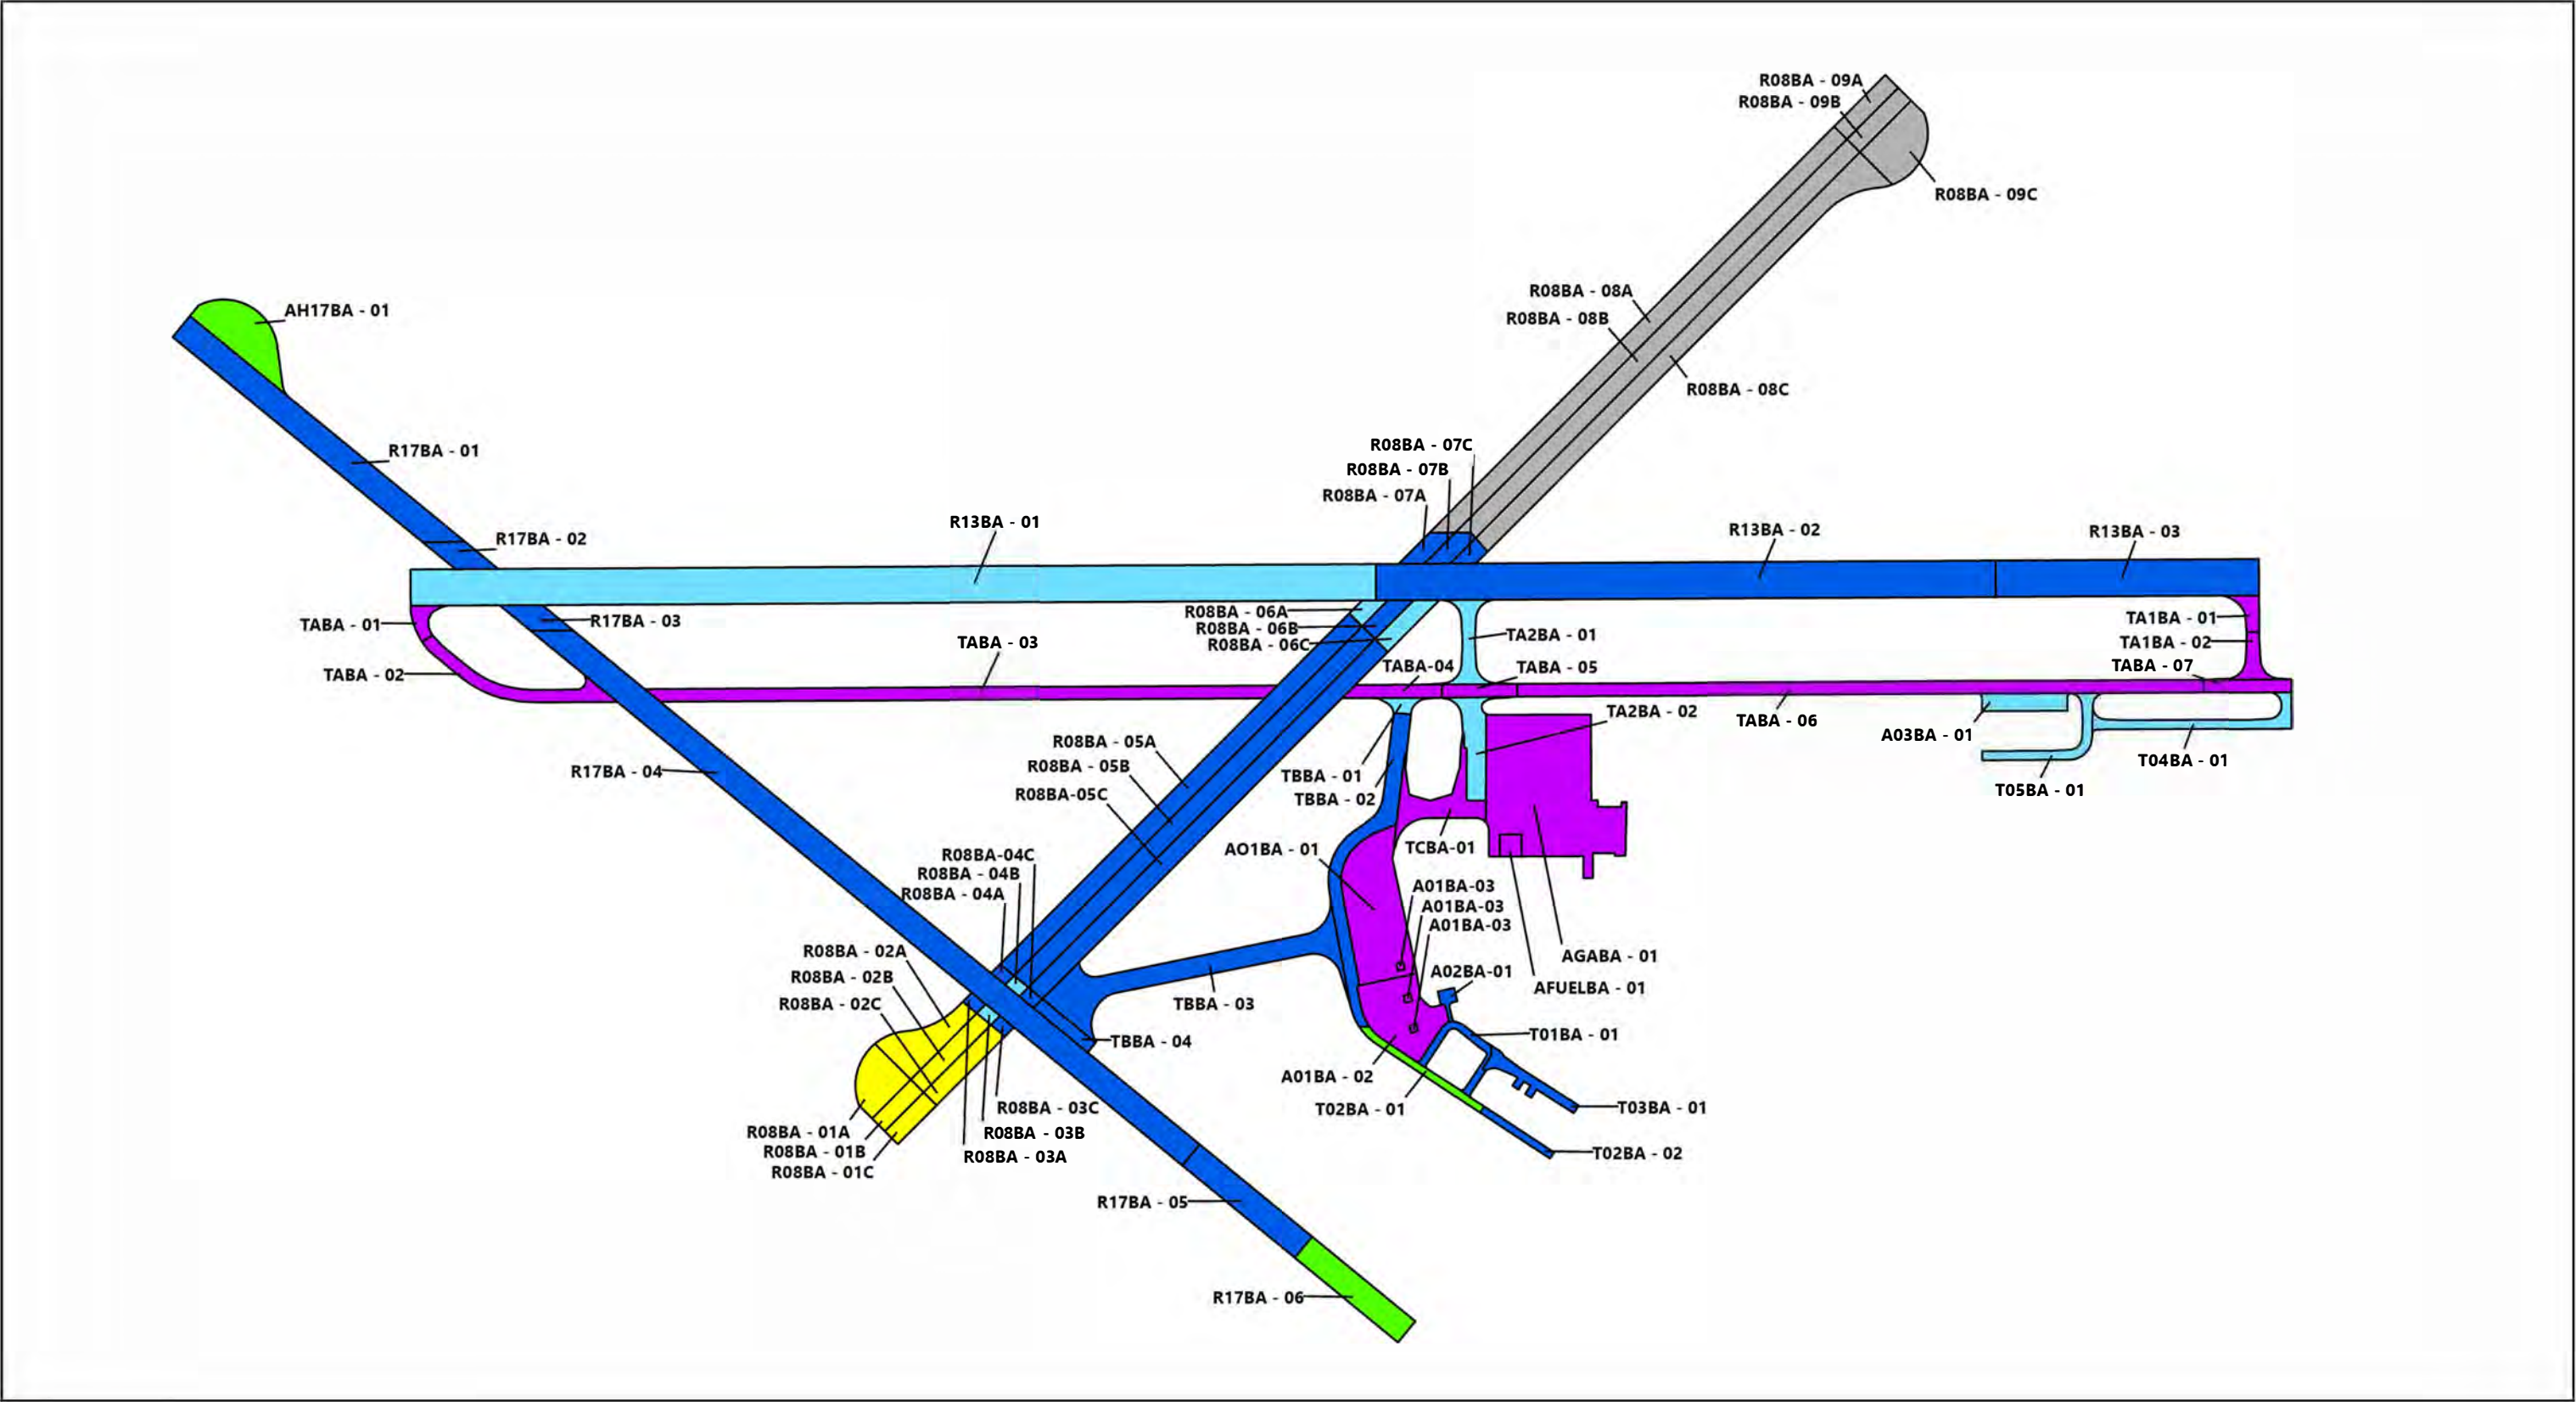 R08BA - 09A
R08BA - 09B
R08BA - 09C
R08BA - 08A
AH17BA - 01
R08BA - 08B
R08BA - 08C
R08BA - 07C
R17BA - 01
R08BA - 07B
R08BA - 07A
R13BA - 01
R13BA - 02
R13BA - 03
R17BA - 02
R08BA - 06A
TA1BA - 01
R17BA - 03
TABA - 01
R08BA - 06B
TA2BA - 01
TABA - 03
TA1BA - 02
R08BA - 06C
TABA-04
TABA - 05
TABA - 07
TABA - 02
TA2BA - 02
TABA - 06
A03BA - 01
R08BA - 05A
T04BA - 01
R08BA - 05B
R17BA - 04
TBBA - 01
T05BA - 01
R08BA-05C
TBBA - 02
TCBA-01
AO1BA - 01
R08BA-04C
R08BA - 04B
A01BA-03
R08BA - 04A
A01BA-03
A01BA-03
R08BA - 02A
AGABA - 01
A02BA-01
R08BA - 02B
AFUELBA - 01
R08BA - 02C
TBBA - 03
T01BA - 01
TBBA - 04
A01BA - 02
R08BA - 03C
T02BA - 01
T03BA - 01
R08BA - 01A
R08BA - 03B
R08BA - 01B
T02BA - 02
R08BA - 03A
R08BA - 01C
R17BA - 05
R17BA - 06